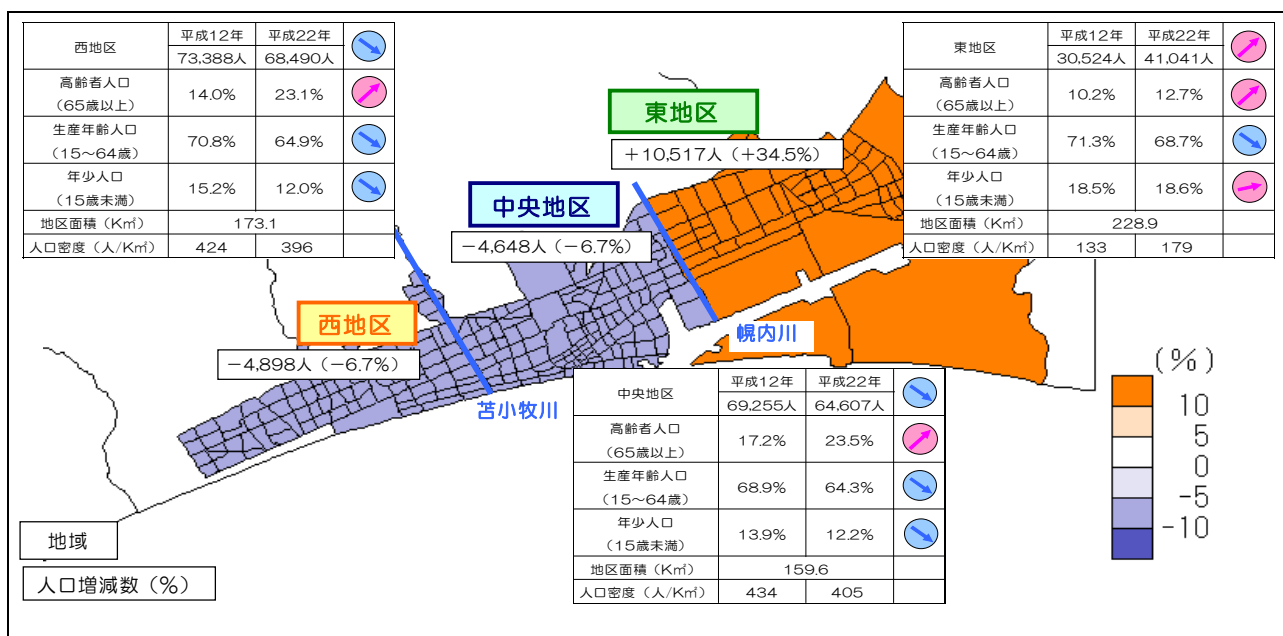 西地区 平成12年 平成22年
73,388人 68,490人
高齢者人口
(65歳以上) 14.0% 23.1%
生産年齢人口
(15～64歳) 70.8% 64.9%
年少人口
(15歳未満) 15.2% 12.0%
地区面積(K㎡) 173.1
人口密度(人/K㎡) 424 396
東地区 平成12年 平成22年
30,524人 41,041人
高齢者人口
(65歳以上) 10.2% 12.7%
生産年齢人口
(15～64歳) 71.3% 68.7%
年少人口
(15歳未満) 18.5% 18.6%
地区面積(K㎡) 228.9
人口密度(人/K㎡) 133 179
東地区
+10,517人(+34.5%)
中央地区
-4,648人(-6.7%)
西地区
-4,898人(-6.7%)
幌内川
苫小牧川
中央地区 平成12年 平成22年
69,255人 64,607人
高齢者人口
(65歳以上) 17.2% 23.5%
生産年齢人口
(15～64歳) 68.9% 64.3%
年少人口
(15歳未満) 13.9% 12.2%
地区面積(K㎡) 159.6
人口密度(人/K㎡) 434 405
(%)
10
5
0
-5
-10
地域
人口増減数(%)